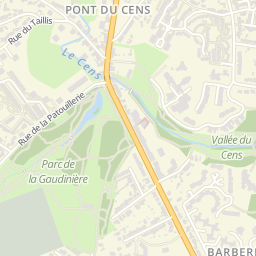 PONT DU CENS
Rue du Taillis
Le Cens
Rue de la Patouillerie
Vallée du
Cens
Parc de
la Gaudinière